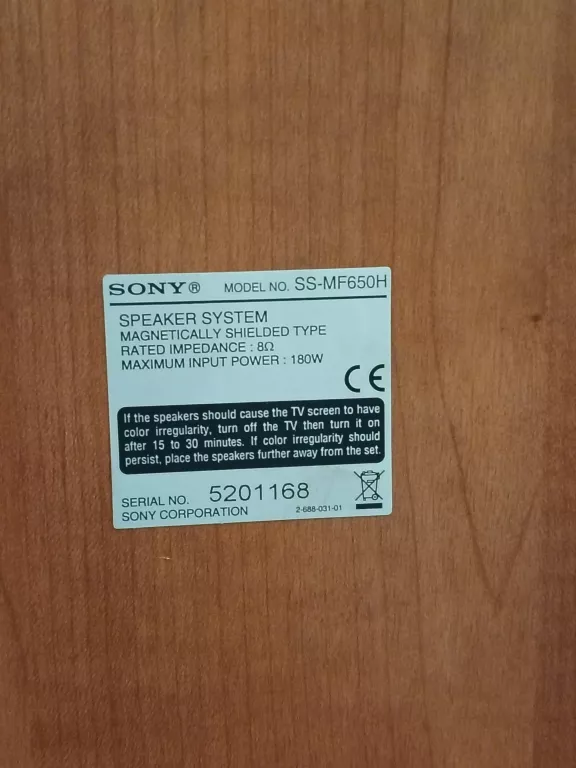 SONY® MODEL NO. SS-MF650H
SPEAKER SYSTEM
MAGNETICALLY SHIELDED TYPE
RATED IMPEDANCE : 8Ω
MAXIMUM INPUT POWER : 180W
CE
If the speakers should cause the TV screen to have
color irregularity, turn off the TV then turn it on
after 15 to 30 minutes. If color irregularity should
persist, place the speakers further away from the set.
SERIAL NO. 5201168
SONY CORPORATION 2-688-031-01